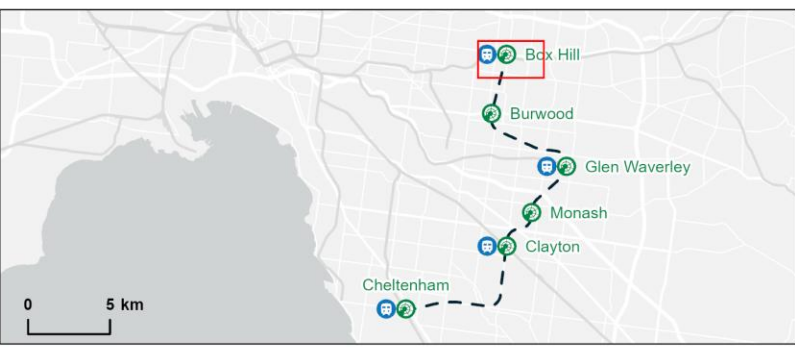 Box Hill
Burwood
Glen Waverley
Monash
Clayton
Cheltenham
0 5 km